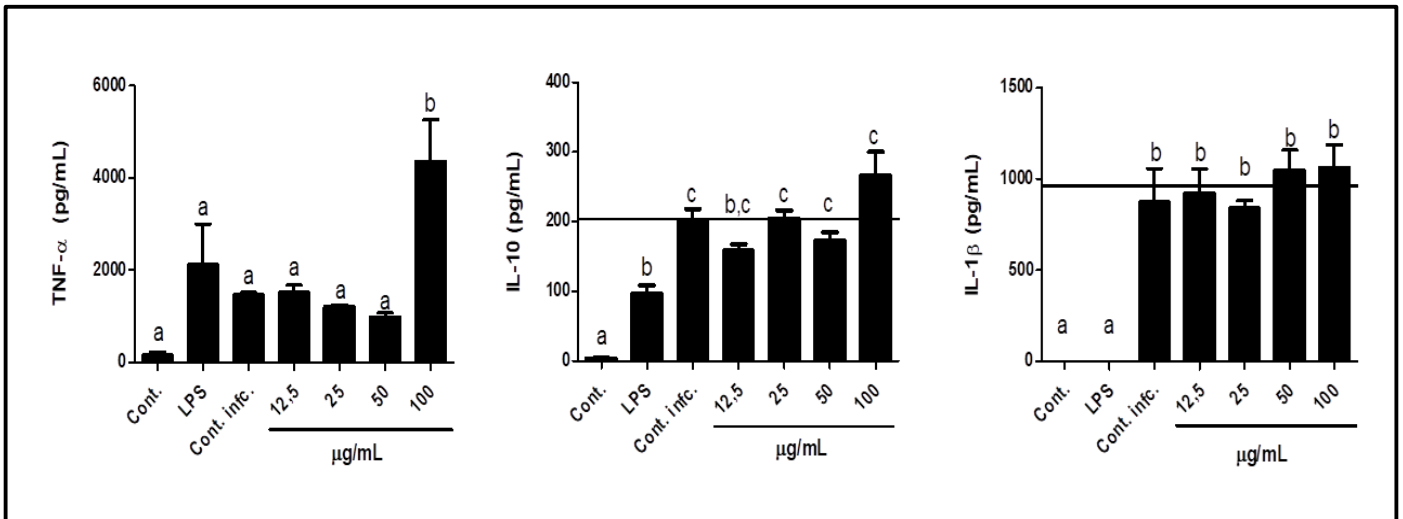 TNF-α (pg/mL)
6000
4000
2000
0
a
a
a
a
a
a
b
Cont.
LPS
Cont. infc.
12,5
25
50
100
μg/mL
IL-10 (pg/mL)
400
300
200
100
0
a
b
c
b,c
c
c
c
Cont.
LPS
Cont. infc.
12,5
25
50
100
μg/mL
IL-1β (pg/mL)
1500
1000
500
0
a
a
b
b
b
b
b
Cont.
LPS
Cont. infc.
12,5
25
50
100
μg/mL